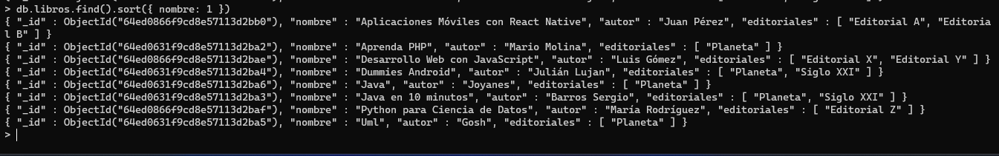 > db.libros.find().sort({ nombre: 1 })
{ "_id" : ObjectId("64ed0866f9cd8e57113d2bb0"), "nombre" : "Aplicaciones Móviles con React Native", "autor" : "Juan Pérez", "editoriales" : [ "Editorial A", "Editoria
l B" ] }
{ "_id" : ObjectId("64ed0631f9cd8e57113d2ba2"), "nombre" : "Aprenda PHP", "autor" : "Mario Molina", "editoriales" : [ "Planeta" ] }
{ "_id" : ObjectId("64ed0866f9cd8e57113d2bae"), "nombre" : "Desarrollo Web con JavaScript", "autor" : "Luis Gómez", "editoriales" : [ "Editorial X", "Editorial Y" ] }
{ "_id" : ObjectId("64ed0631f9cd8e57113d2ba4"), "nombre" : "Dummies Android", "autor" : "Julián Lujan", "editoriales" : [ "Planeta", "Siglo XXI" ] }
{ "_id" : ObjectId("64ed0631f9cd8e57113d2ba6"), "nombre" : "Java", "autor" : "Joyanes", "editoriales" : [ "Planeta" ] }
{ "_id" : ObjectId("64ed0631f9cd8e57113d2ba3"), "nombre" : "Java en 10 minutos", "autor" : "Barros Sergio", "editoriales" : [ "Planeta", "Siglo XXI" ] }
{ "_id" : ObjectId("64ed0866f9cd8e57113d2baf"), "nombre" : "Python para Ciencia de Datos", "autor" : "María Rodríguez", "editoriales" : [ "Editorial Z" ] }
{ "_id" : ObjectId("64ed0631f9cd8e57113d2ba5"), "nombre" : "Uml", "autor" : "Gosh", "editoriales" : [ "Planeta" ] }
>